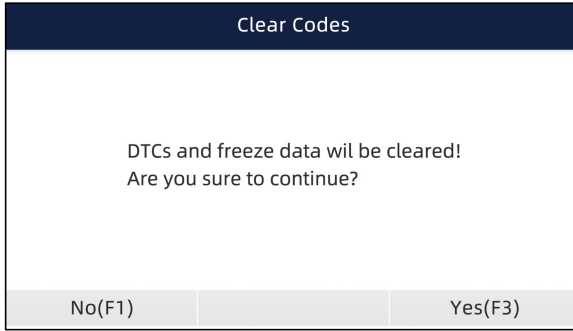 Clear Codes
DTCs and freeze data wil be cleared!
Are you sure to continue?
No(F1) Yes(F3)